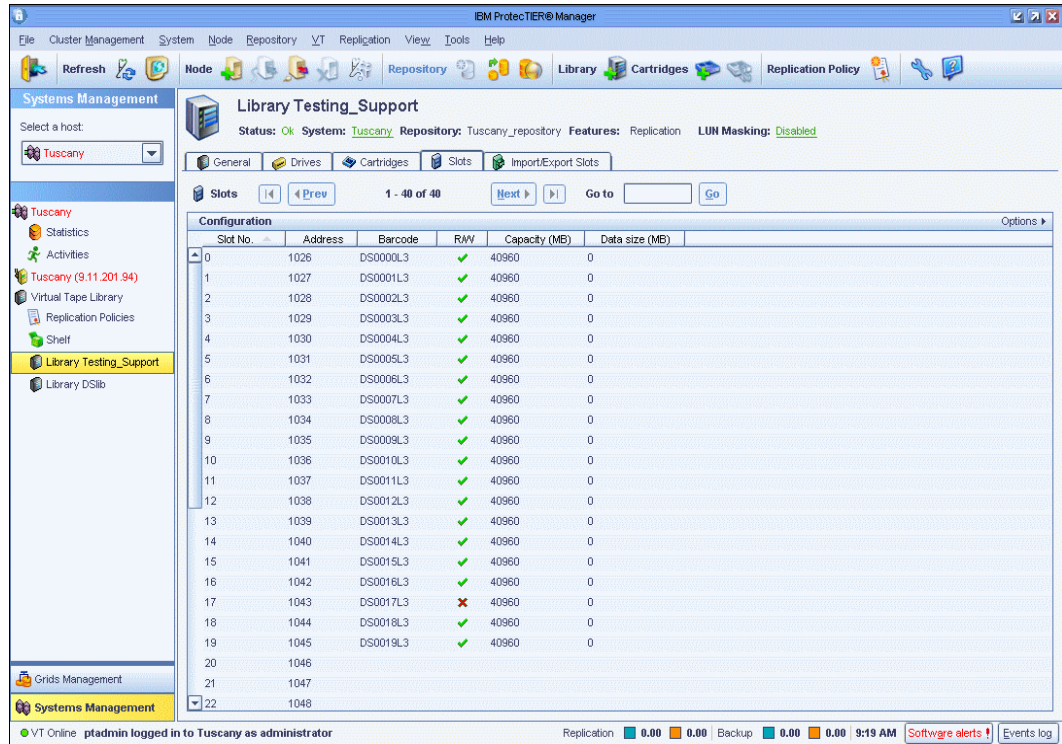 IBM ProtecTIER® Manager
File Cluster Management System Node Repository VT Replication View Tools Help
Refresh Node Repository Library Cartridges Replication Policy
Systems Management
Select a host:
Tuscany
Tuscany
Statistics
Activities
Tuscany (9.11.201.94)
Virtual Tape Library
Replication Policies
Shelf
Library Testing_Support
Library DSlib
Grids Management
Systems Management
Library Testing_Support
Status: Ok System: Tuscany Repository: Tuscany_repository Features: Replication LUN Masking: Disabled
General Drives Cartridges Slots Import/Export Slots
Slots Prev 1 - 40 of 40 Next Go to Go
Configuration Options
Slot No. Address Barcode R/W Capacity (MB) Data size (MB)
0 1026 DS0000L3 40960 0
1 1027 DS0001L3 40960 0
2 1028 DS0002L3 40960 0
3 1029 DS0003L3 40960 0
4 1030 DS0004L3 40960 0
5 1031 DS0005L3 40960 0
6 1032 DS0006L3 40960 0
7 1033 DS0007L3 40960 0
8 1034 DS0008L3 40960 0
9 1035 DS0009L3 40960 0
10 1036 DS0010L3 40960 0
11 1037 DS0011L3 40960 0
12 1038 DS0012L3 40960 0
13 1039 DS0013L3 40960 0
14 1040 DS0014L3 40960 0
15 1041 DS0015L3 40960 0
16 1042 DS0016L3 40960 0
17 1043 DS0017L3 40960 0
18 1044 DS0018L3 40960 0
19 1045 DS0019L3 40960 0
20 1046
21 1047
22 1048
VT Online ptadmin logged in to Tuscany as administrator Replication 0.00 0.00 Backup 0.00 0.00 9:19 AM Software alerts ! Events log